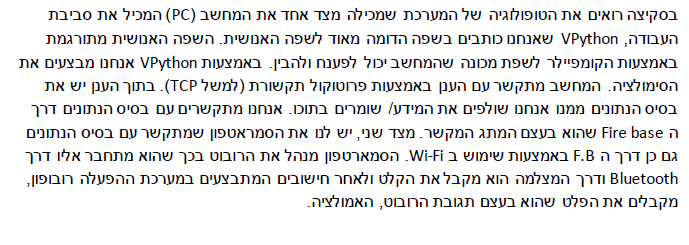 בסקיצה רואים את הטופולוגיה של המערכת שמכילה מצד אחד את המחשב (PC) המכיל את סביבת
העבודה, VPython שאנחנו כותבים בשפה הדומה מאוד לשפה האנושית. השפה האנושית מתורגמת
באמצעות הקומפיילר לשפת מכונה שהמחשב יכול לפענח ולהבין. באמצעות VPython אנחנו מבצעים את
הסימולציה. המחשב מתקשר עם הענן באמצעות פרוטוקול תקשורת (למשל TCP). בתוך הענן יש את
בסיס הנתונים ממנו אנחנו שולפים את המידע/ שומרים בתוכו. אנחנו מתקשרים עם בסיס הנתונים דרך
ה Fire base שהוא בעצם המתג המקשר. מצד שני, יש לנו את הסמראטפון שמתקשר עם בסיס הנתונים
גם כן דרך ה F.B באמצעות שימוש ב Wi-Fi. הסמארטפון מנהל את הרובוט בכך שהוא מתחבר אליו דרך
Bluetooth ודרך המצלמה הוא מקבל את הקלט ולאחר חישובים המתבצעים במערכת ההפעלה רובופון,
מקבלים את הפלט שהוא בעצם תגובת הרובוט, האמולציה.